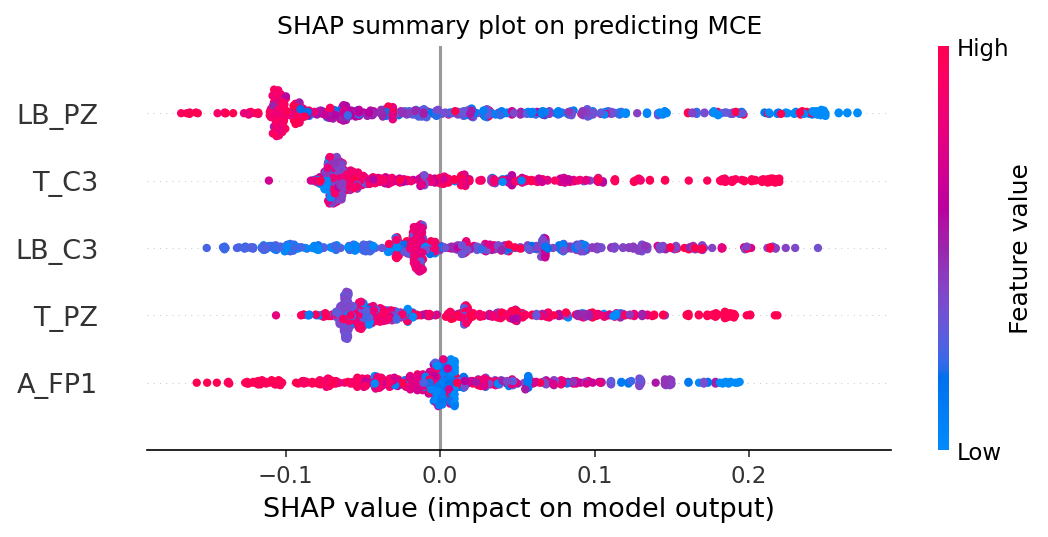 SHAP summary plot on predicting MCE
High
LB_PZ
T_C3
LB_C3
T_PZ
A_FP1
Feature value
Low
−0.1 0.0 0.1 0.2
SHAP value (impact on model output)